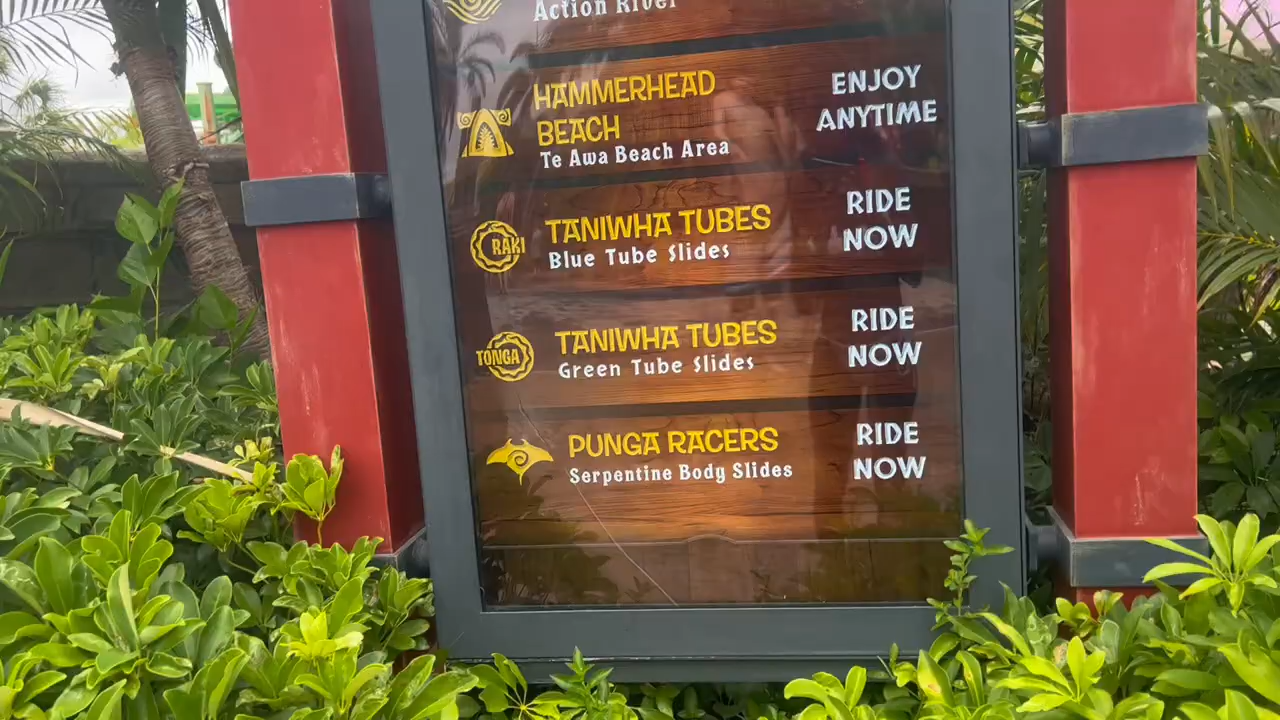 Action River
HAMMERHEAD
BEACH
Te Awa Beach Area
ENJOY
ANYTIME
RAKI
TANIWHA TUBES
Blue Tube Slides
RIDE
NOW
TONGA
TANIWHA TUBES
Green Tube Slides
RIDE
NOW
PUNGA RACERS
Serpentine Body Slides
RIDE
NOW